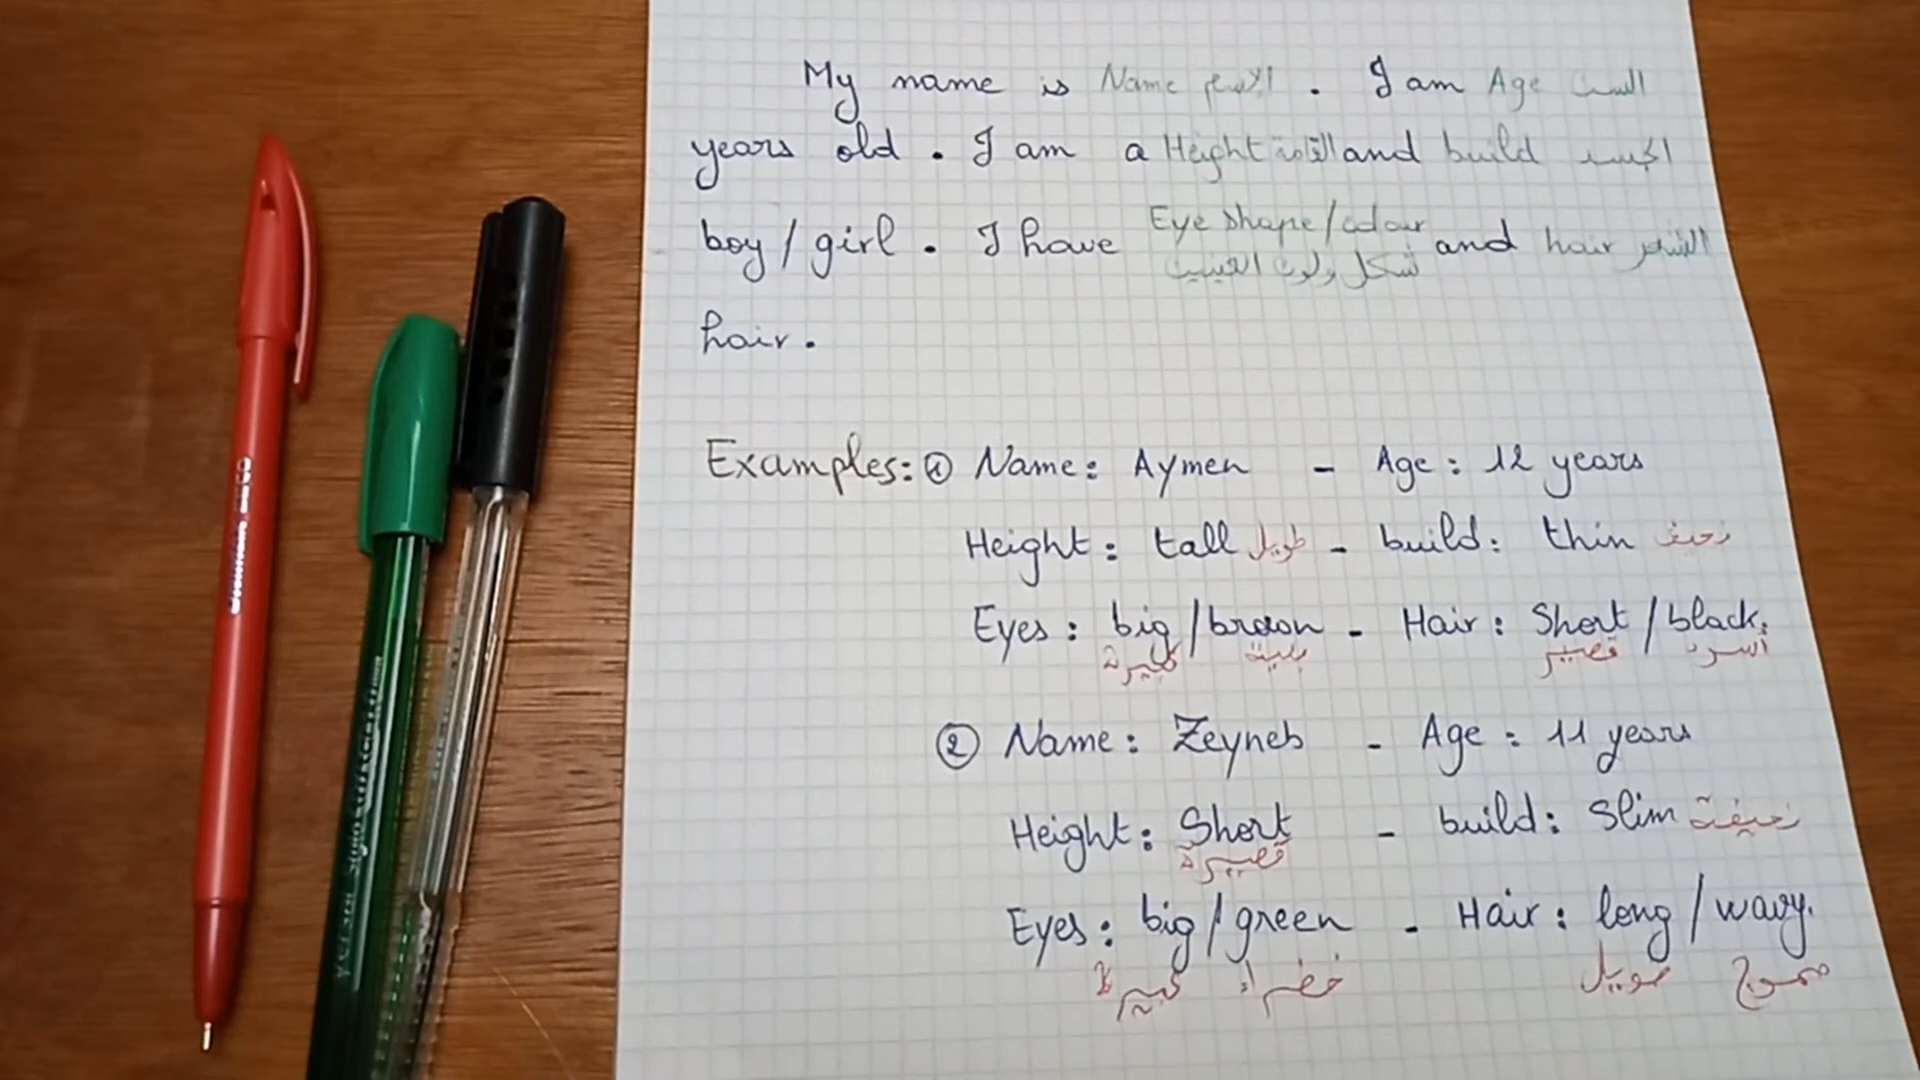 My name is Name الاسم . I am Age السن
years old . I am a Height القامة and build الجسد
boy / girl . I have Eye shape / colour and hair الشعر
شكل ولون العينين
hair .
Examples: ① Name : Aymen - Age : 12 years
Height : tall طويل - build : thin نحيف
Eyes : big / brown - Hair : Short / black .
كبيرة بنية قصير أسود
② Name : Zeyneb - Age : 11 years
Height : Short - build : Slim نحيفة
قصيرة
Eyes : big / green - Hair : long / wavy .
كبيرة خضراء طويل مموج